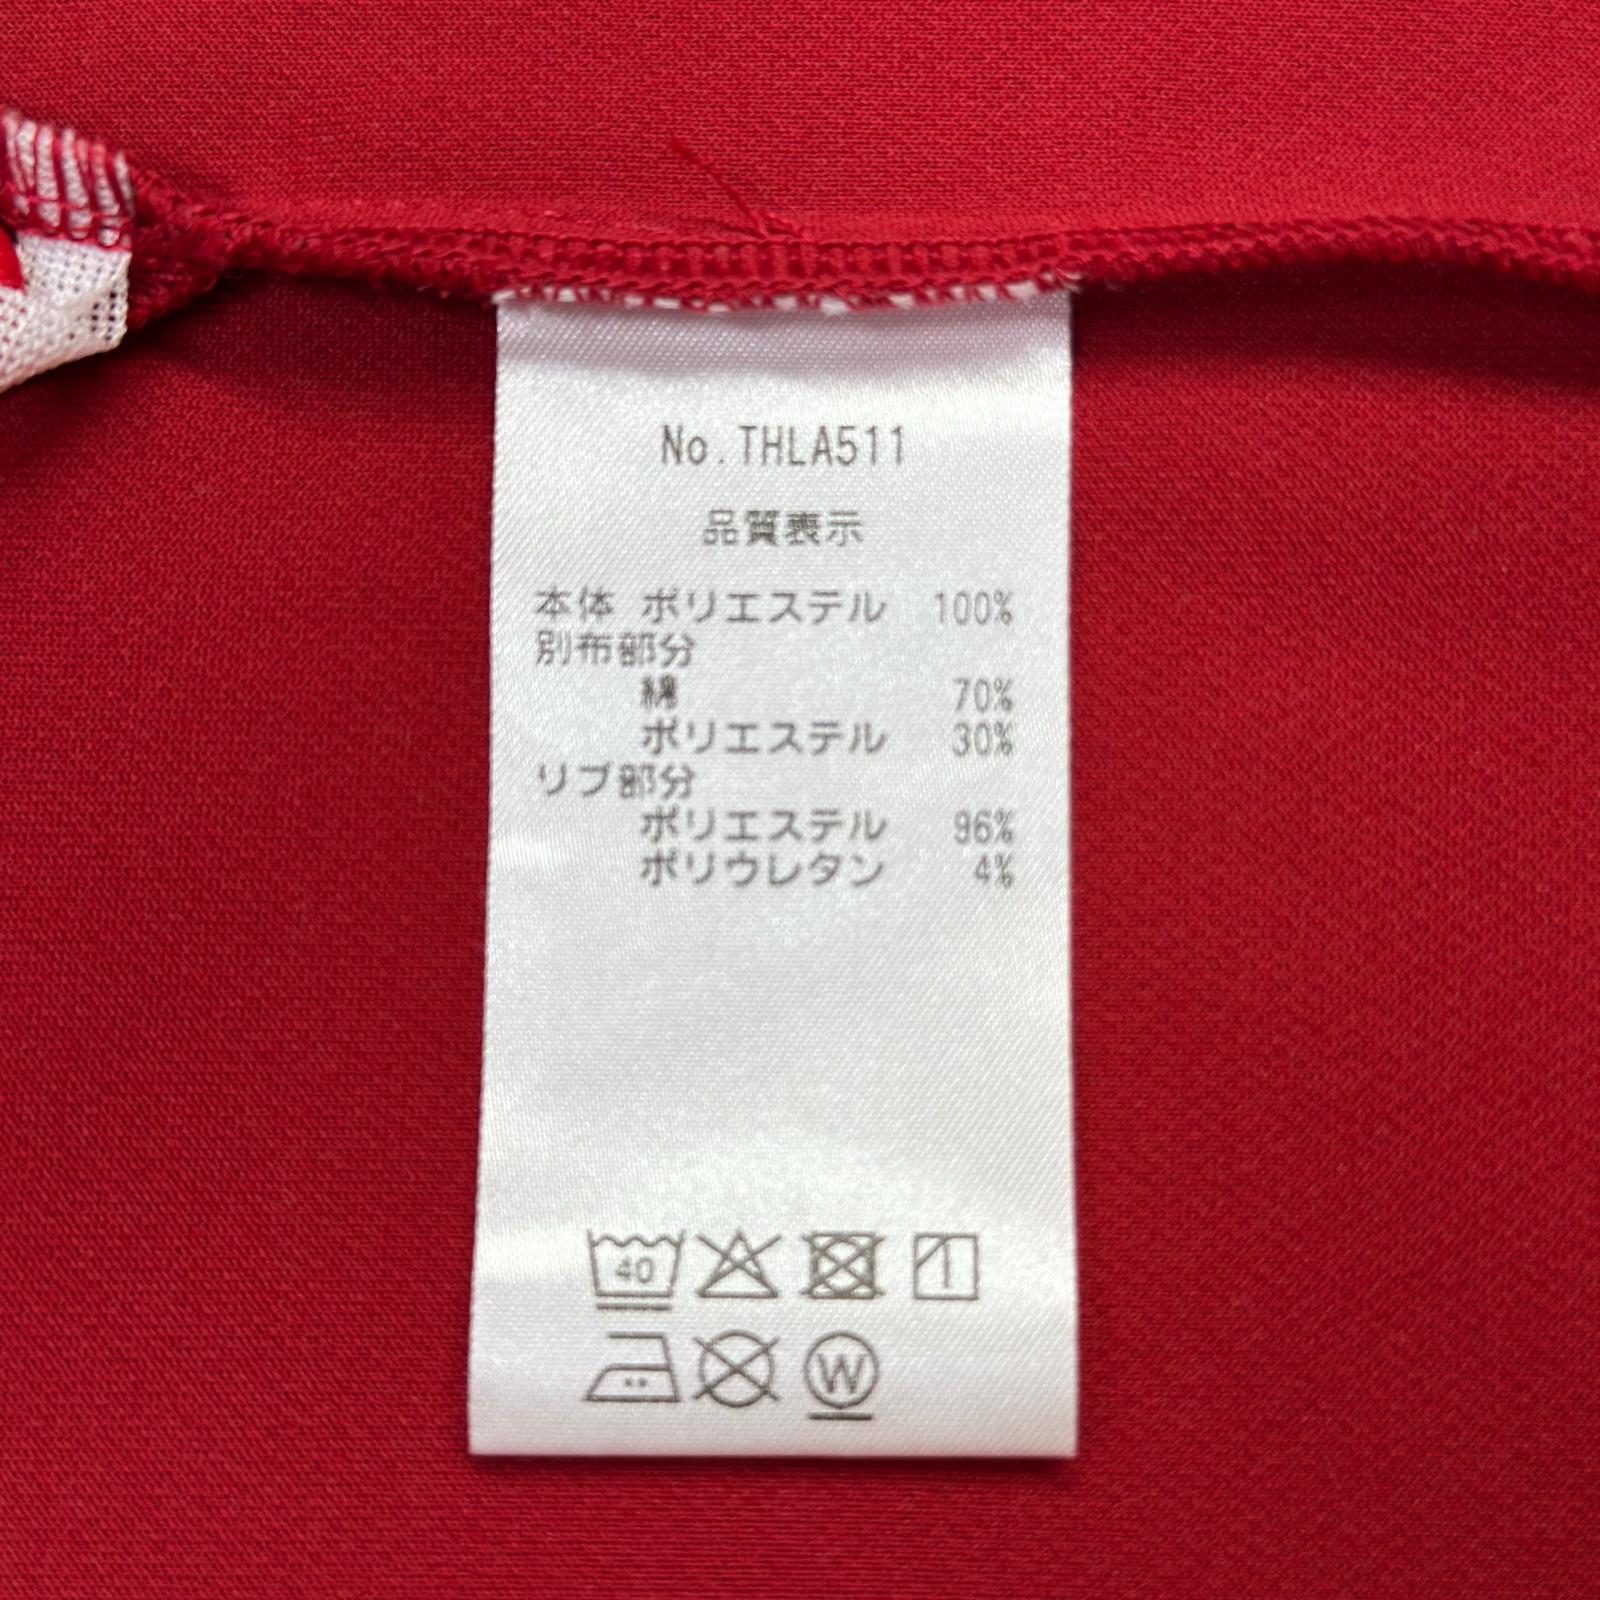 No.THLA511
品質表示
本体 ポリエステル 100%
別布部分
綿 70%
ポリエステル 30%
リブ部分
ポリエステル 96%
ポリウレタン 4%
40
W